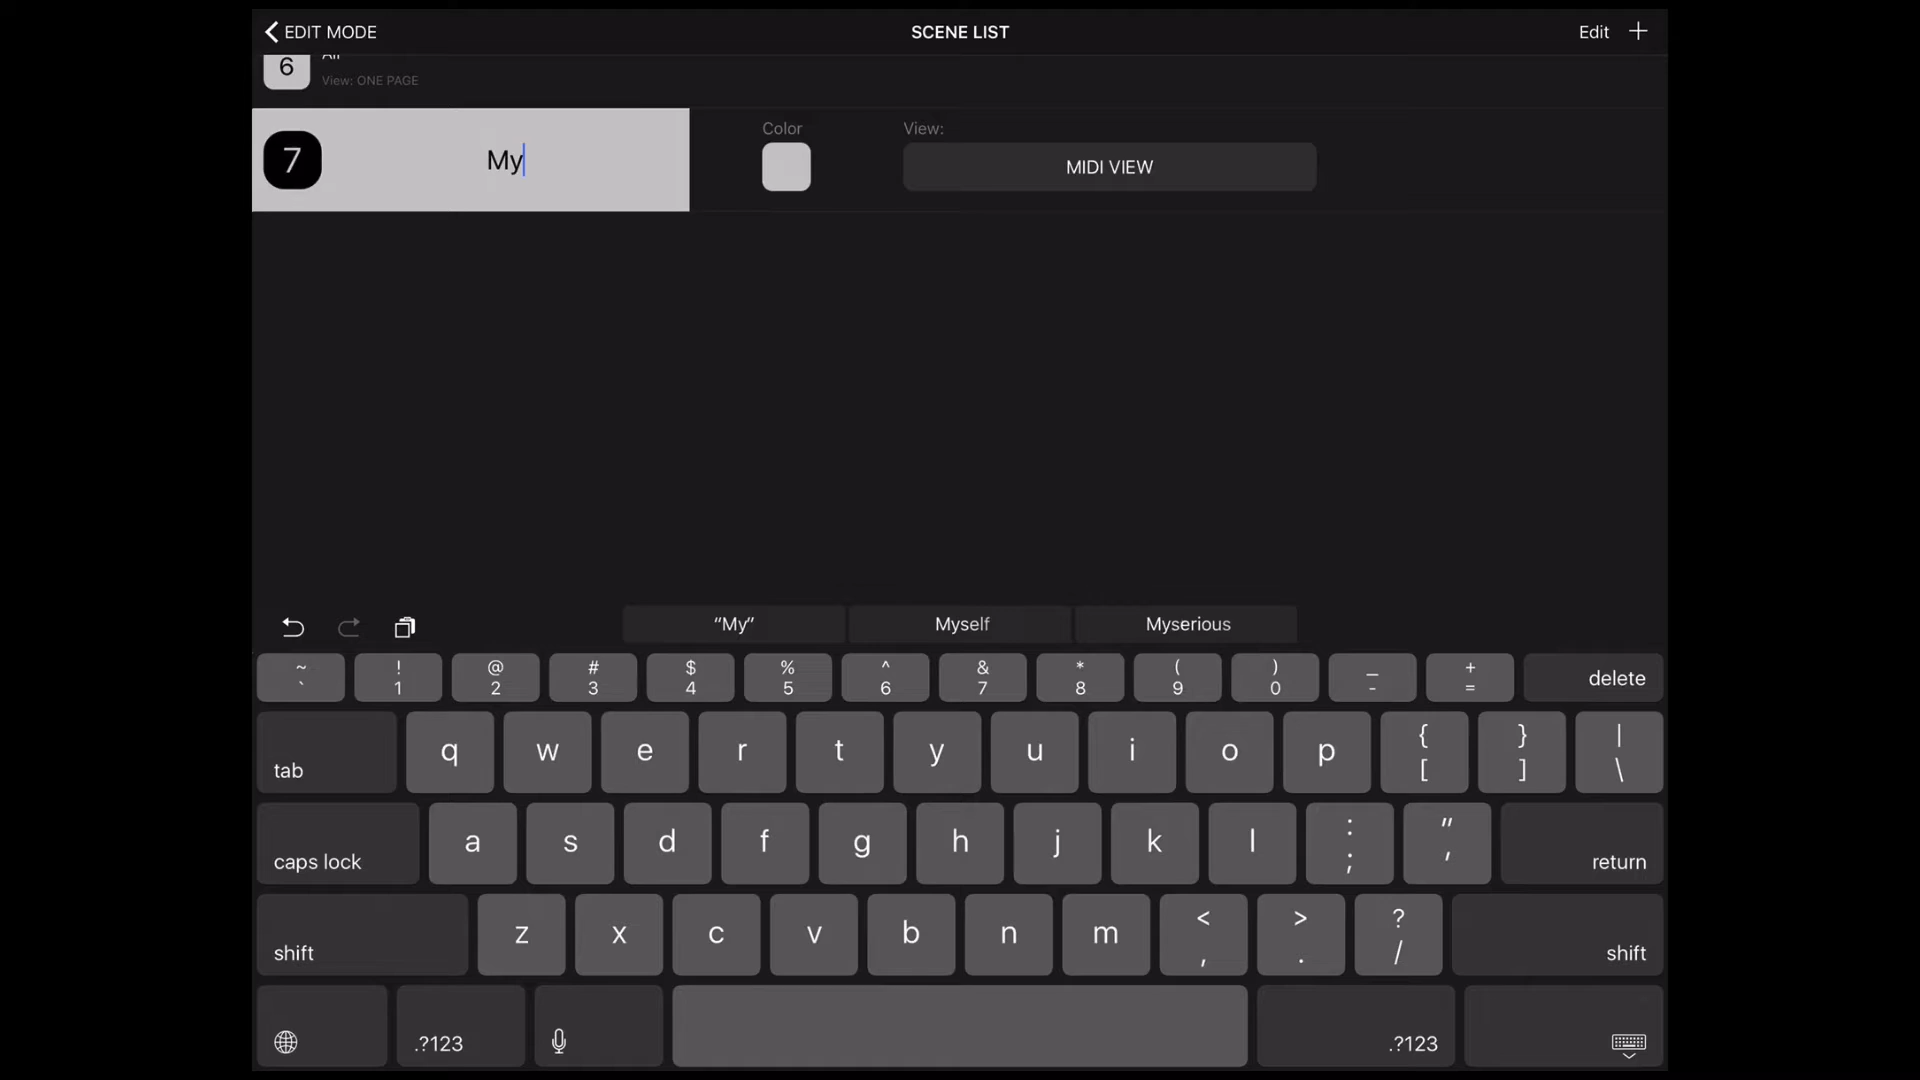 EDIT MODE
SCENE LIST
Edit +
6
All
View: ONE PAGE
7
My
Color
View:
MIDI VIEW
“My”
Myself
Myserious
~ ! @ # $ % ^ & * ( ) _ +
` 1 2 3 4 5 6 7 8 9 0 - =
delete
tab
q w e r t y u i o p { } |
[ ] \
caps lock
a s d f g h j k l : "
; '
return
shift
z x c v b n m < > ?
, . /
shift
.?123
.?123